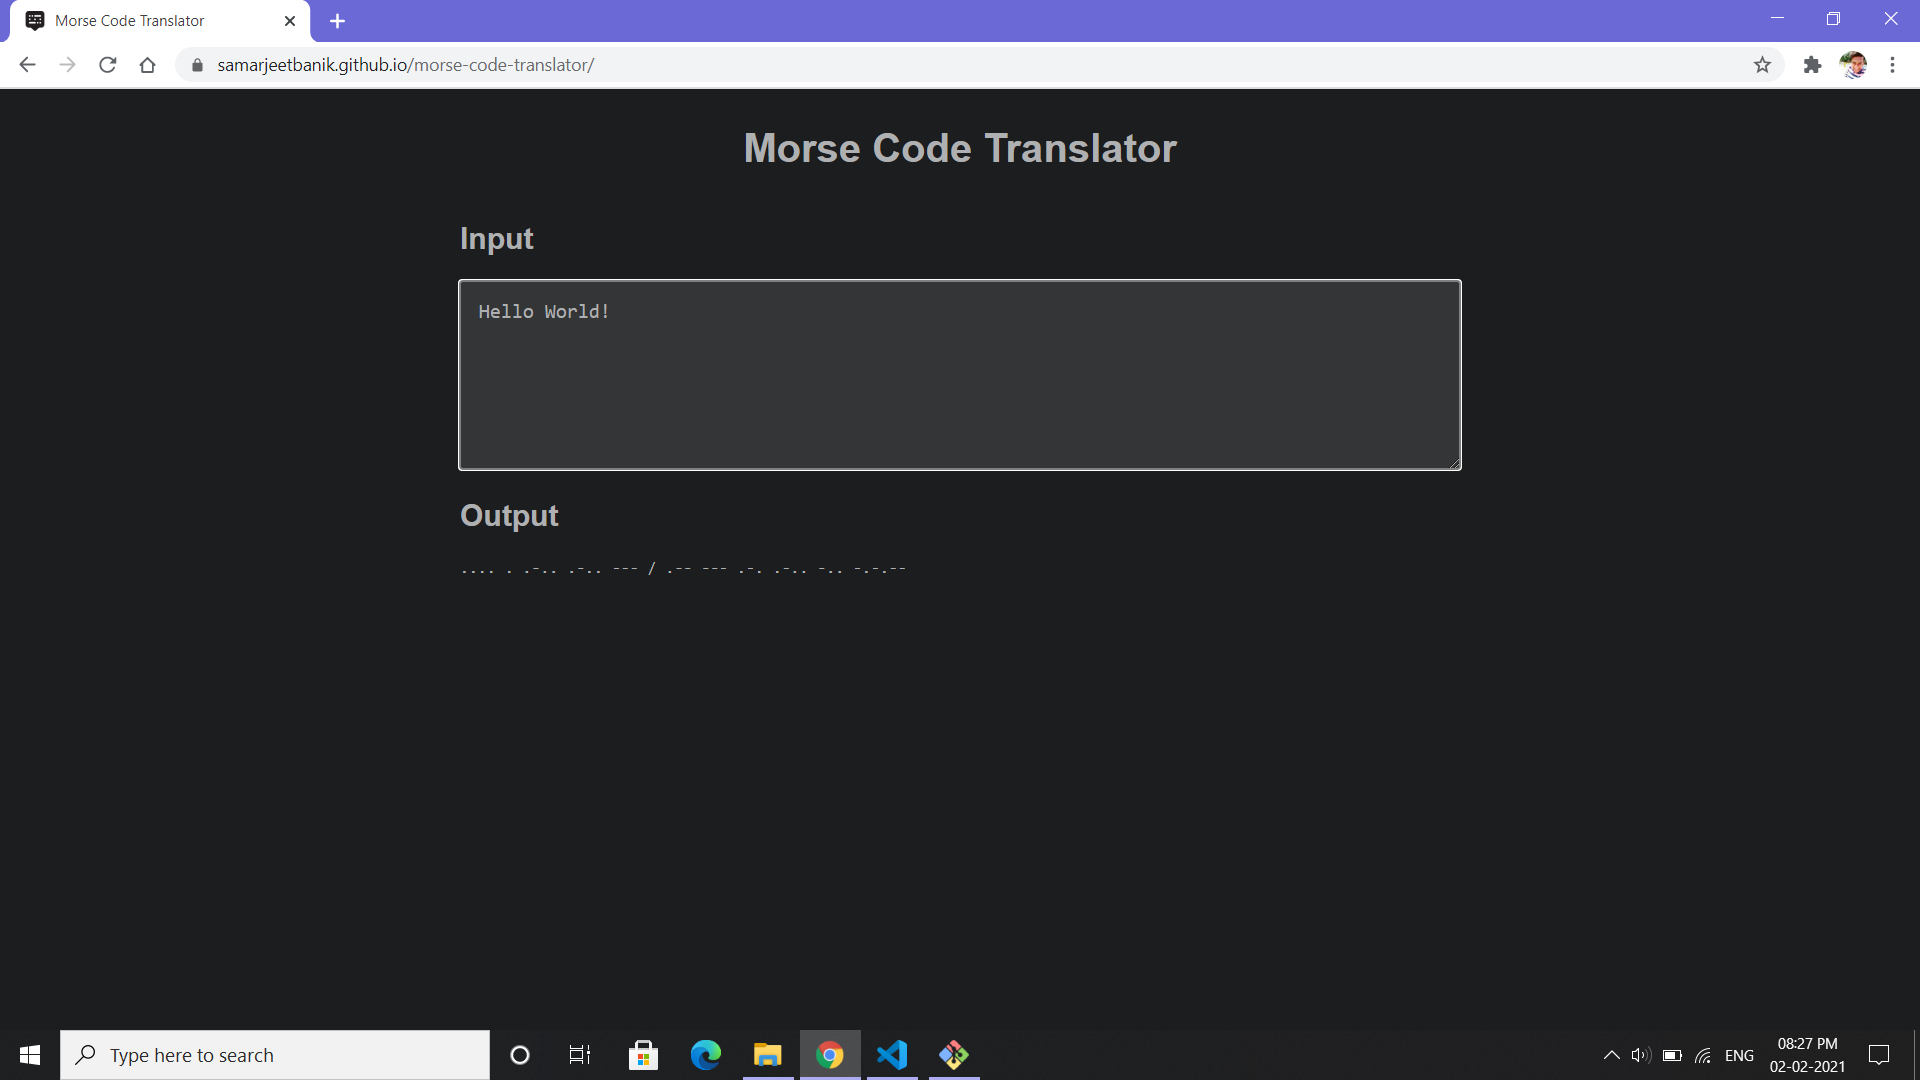 Morse Code Translator
samarjeetbanik.github.io/morse-code-translator/
Morse Code Translator
Input
Hello World!
Output
.... . .-.. .-.. --- / .-- --- .-. .-.. -.. -.-.--
Type here to search
ENG
08:27 PM
02-02-2021